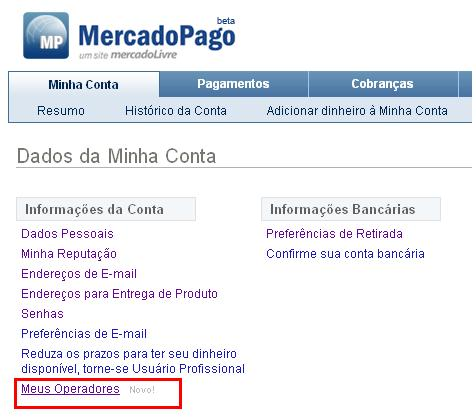 beta
MP MercadoPago
um site mercadoLivre
Minha Conta Pagamentos Cobranças
Resumo Histórico da Conta Adicionar dinheiro à Minha Conta
Dados da Minha Conta
Informações da Conta
Dados Pessoais
Minha Reputação
Endereços de E-mail
Endereços para Entrega de Produto
Senhas
Preferências de E-mail
Reduza os prazos para ter seu dinheiro
disponível, torne-se Usuário Profissional
Meus Operadores Novo!
Informações Bancárias
Preferências de Retirada
Confirme sua conta bancária